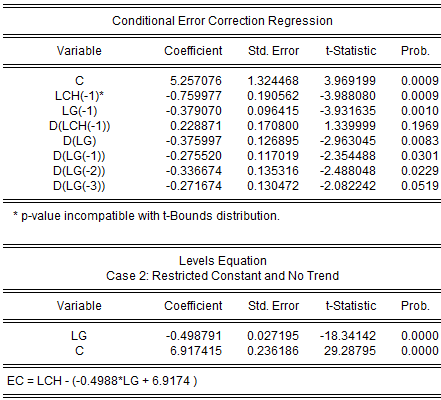 Conditional Error Correction Regression
Variable Coefficient Std. Error t-Statistic Prob.
C 5.257076 1.324468 3.969199 0.0009
LCH(-1)* -0.759977 0.190562 -3.988080 0.0009
LG(-1) -0.379070 0.096415 -3.931635 0.0010
D(LCH(-1)) 0.228871 0.170800 1.339999 0.1969
D(LG) -0.375997 0.126895 -2.963045 0.0083
D(LG(-1)) -0.275520 0.117019 -2.354488 0.0301
D(LG(-2)) -0.336674 0.135316 -2.488048 0.0229
D(LG(-3)) -0.271674 0.130472 -2.082242 0.0519
* p-value incompatible with t-Bounds distribution.
Levels Equation
Case 2: Restricted Constant and No Trend
Variable Coefficient Std. Error t-Statistic Prob.
LG -0.498791 0.027195 -18.34142 0.0000
C 6.917415 0.236186 29.28795 0.0000
EC = LCH - (-0.4988*LG + 6.9174 )